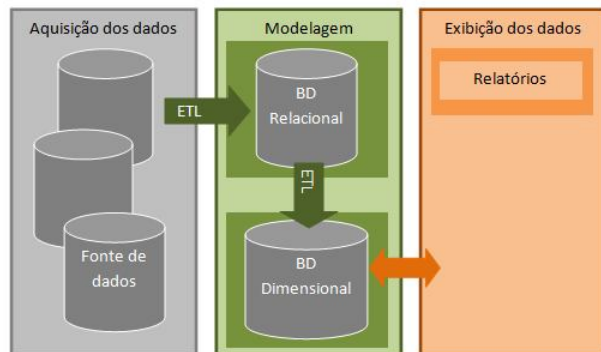 Aquisição dos dados
Modelagem
Exibição dos dados
BD
Relacional
Relatórios
ETL
ETL
Fonte de
dados
BD
Dimensional